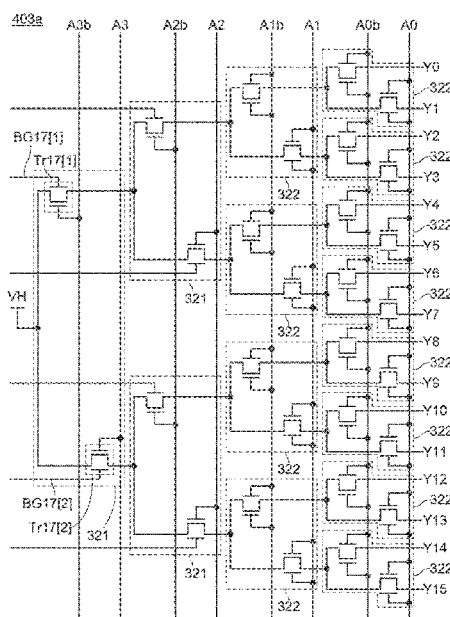 403a
A3b A3 A2b A2 A1b A1 A0b A0
Y0
322
Y1
BG17[1]
Tr17[1]
Y2
322
322
Y3
Y4
322
321
Y5
VH
322
Y6
322
Y7
Y8
322
Y9
Y10
322
322
Y11
Y12
BG17[2]
321
322
Tr17[2]
Y13
321
Y14
322
322
Y15